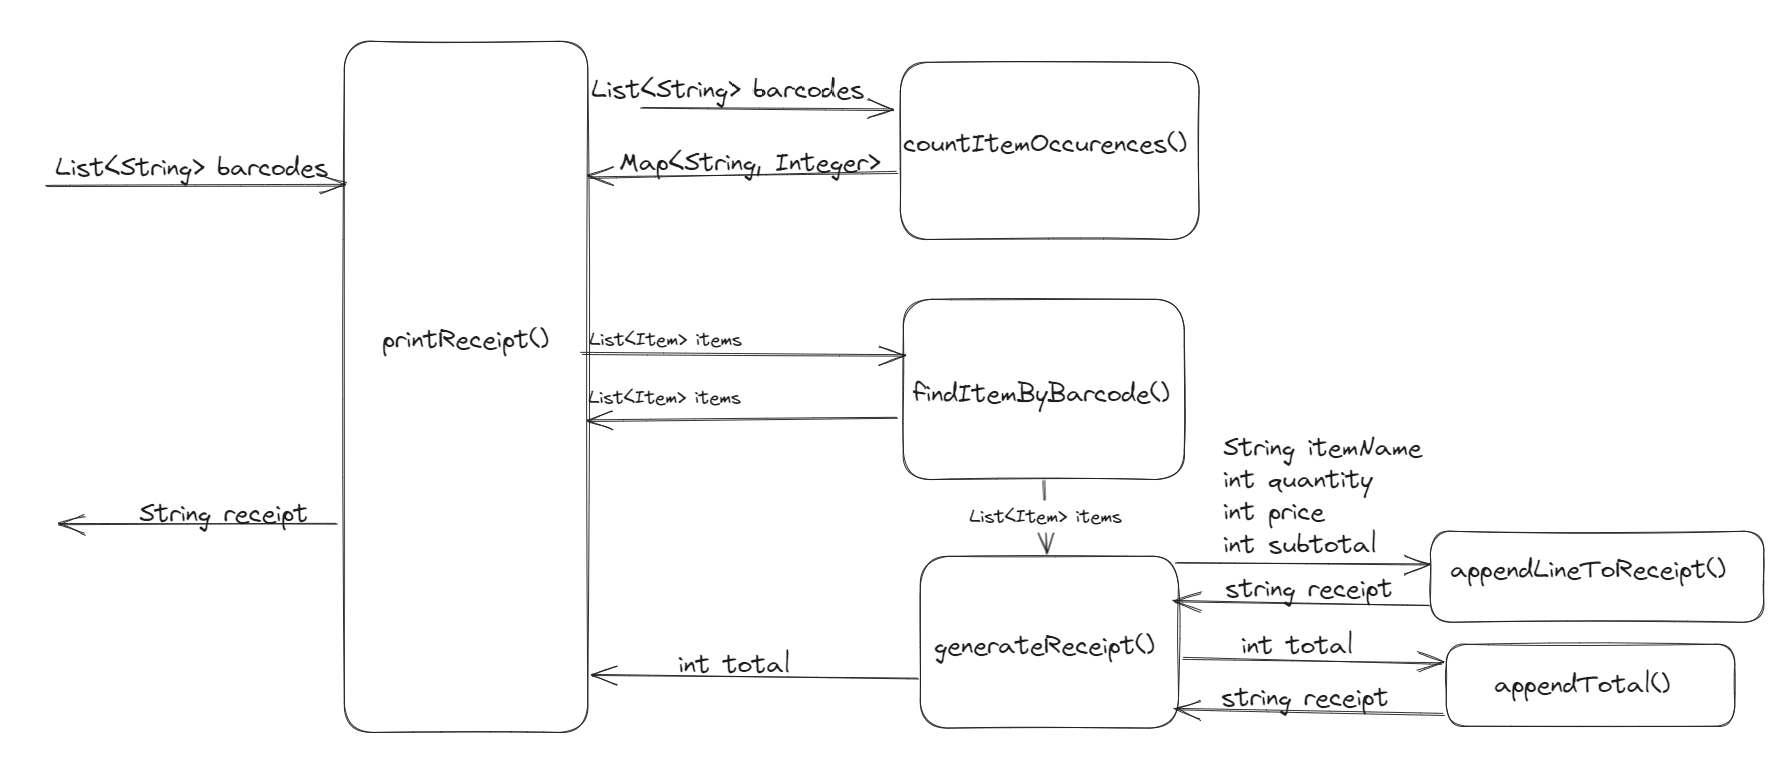 List<String> barcodes
printReceipt()
String receipt
List<String> barcodes
countItemOccurences()
Map<String, Integer>
List<Item> items
findItemByBarcode()
List<Item> items
List<Item> items
generateReceipt()
int total
String itemName
int quantity
int price
int subtotal
appendLineToReceipt()
string receipt
int total
appendTotal()
string receipt